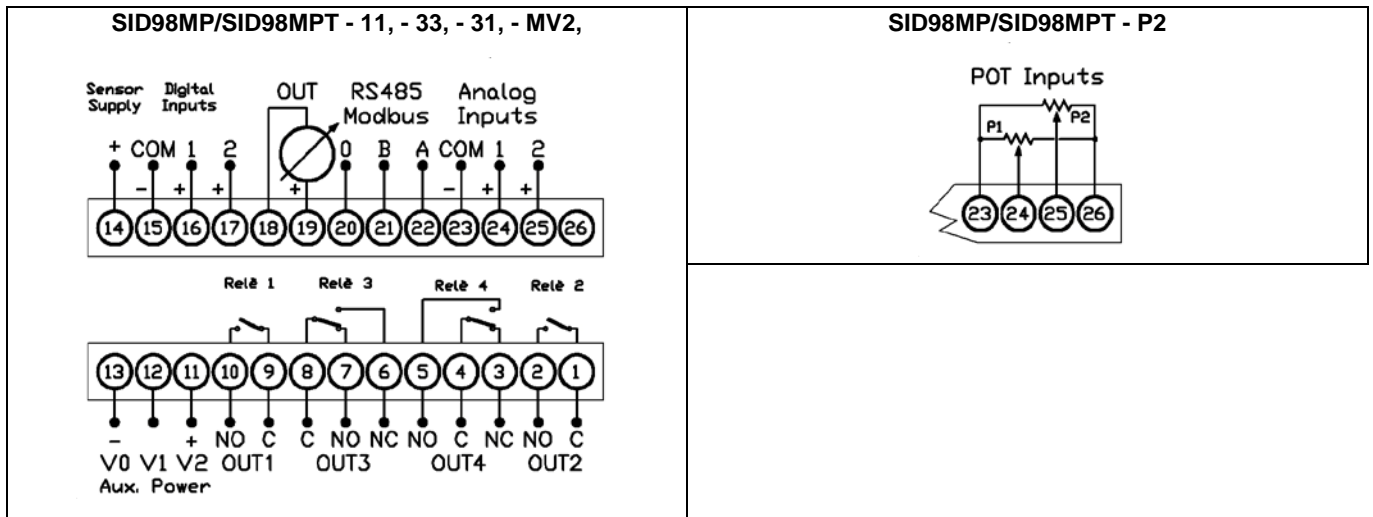 SID98MP/SID98MPT - 11, - 33, - 31, - MV2,
Sensor Supply
Digital Inputs
OUT
RS485 Modbus
Analog Inputs
+ COM 1 2 0 B A COM 1 2
- + + + - + +
14 15 16 17 18 19 20 21 22 23 24 25 26
Relè 1 Relè 3 Relè 4 Relè 2
13 12 11 10 9 8 7 6 5 4 3 2 1
- + NO C C NO NC NO C NC NO C
V0 V1 V2 OUT1 OUT3 OUT4 OUT2
Aux. Power
SID98MP/SID98MPT - P2
POT Inputs
P1 P2
23 24 25 26